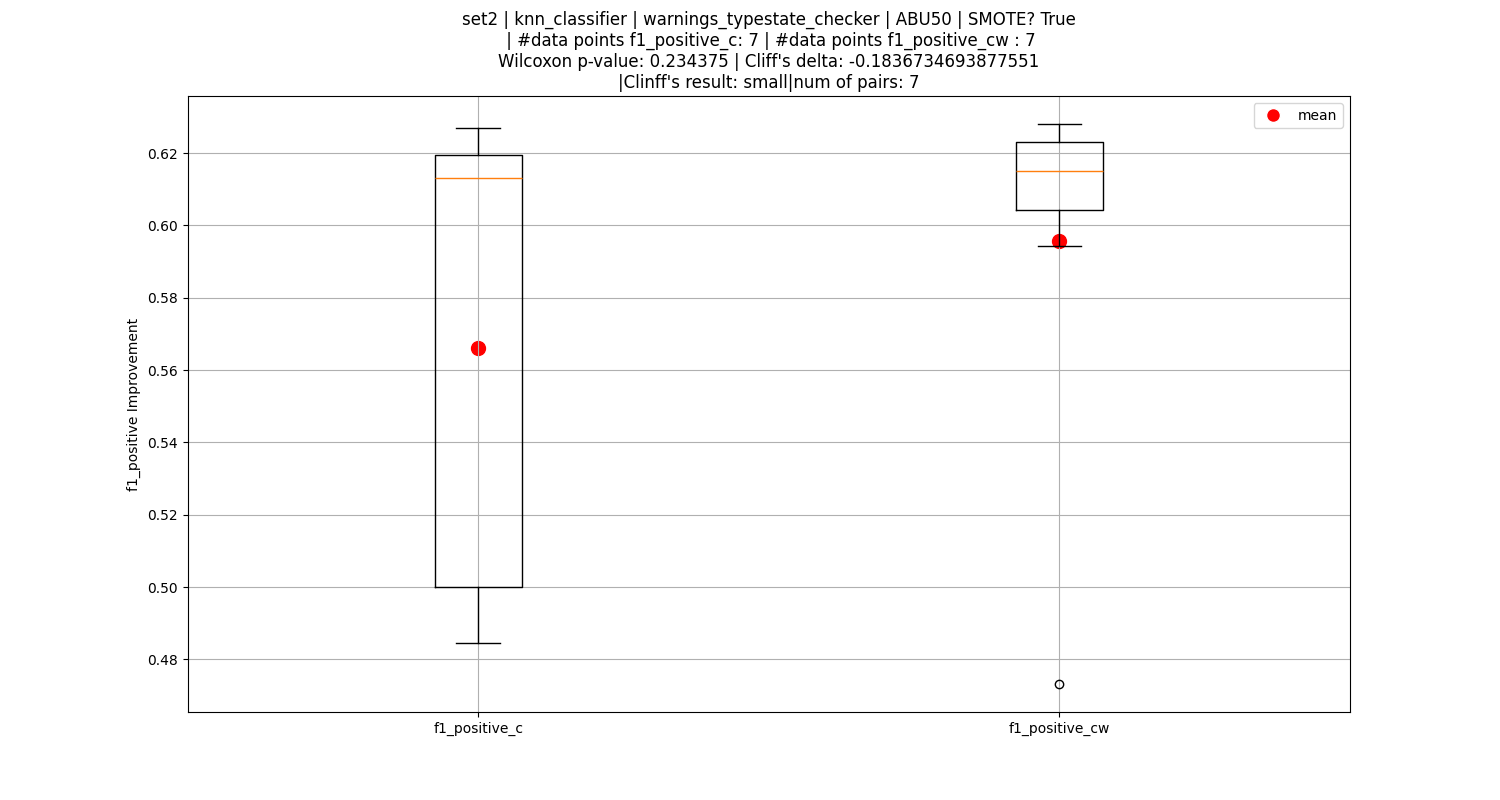 set2 | knn_classifier | warnings_typestate_checker | ABU50 | SMOTE? True
| #data points f1_positive_c: 7 | #data points f1_positive_cw : 7
Wilcoxon p-value: 0.234375 | Cliff's delta: -0.1836734693877551
|Clinff's result: small|num of pairs: 7
mean
0.62
0.60
0.58
0.56
0.54
0.52
0.50
0.48
f1_positive Improvement
f1_positive_c
f1_positive_cw